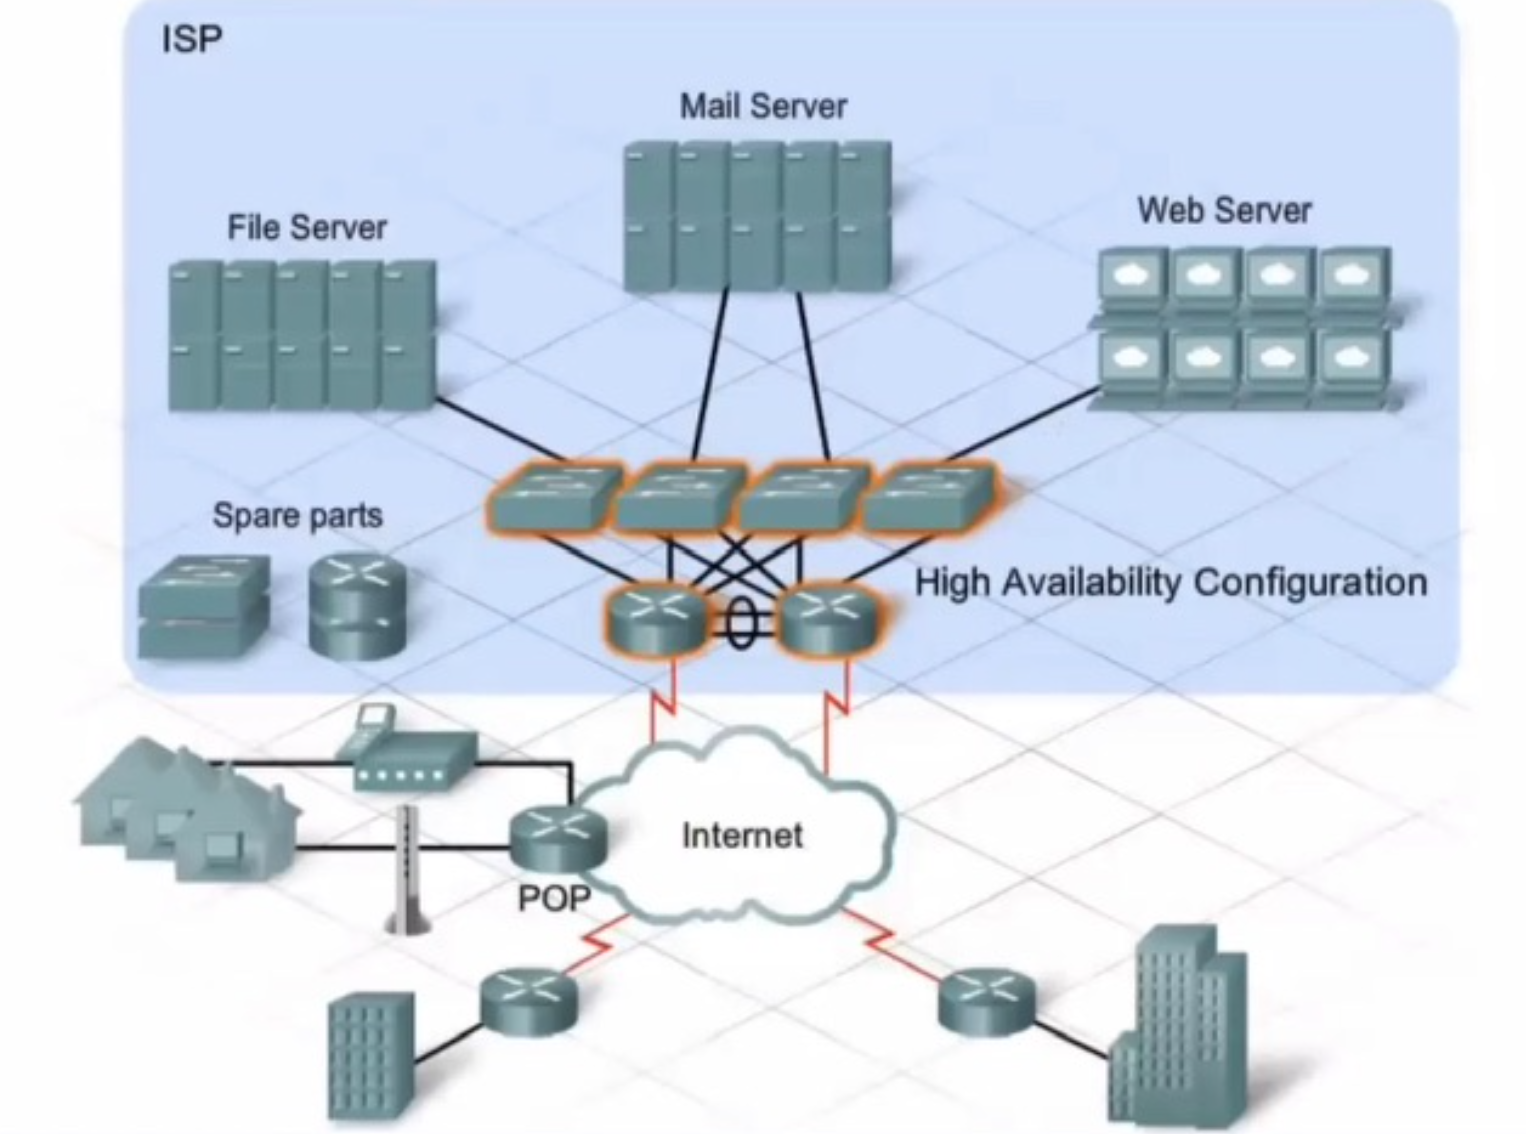 ISP
Mail Server
File Server
Web Server
Spare parts
High Availability Configuration
Internet
POP